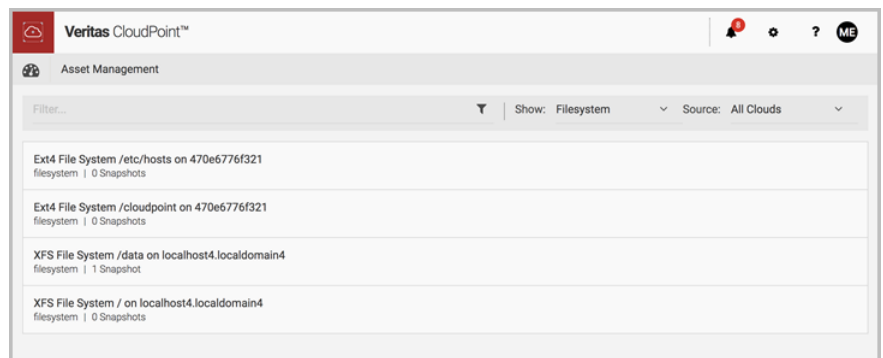 Veritas CloudPoint™
8
?
ME
Asset Management
Filter...
Show: Filesystem
Source: All Clouds
Ext4 File System /etc/hosts on 470e6776f321
filesystem | 0 Snapshots
Ext4 File System /cloudpoint on 470e6776f321
filesystem | 0 Snapshots
XFS File System /data on localhost4.localdomain4
filesystem | 1 Snapshot
XFS File System / on localhost4.localdomain4
filesystem | 0 Snapshots